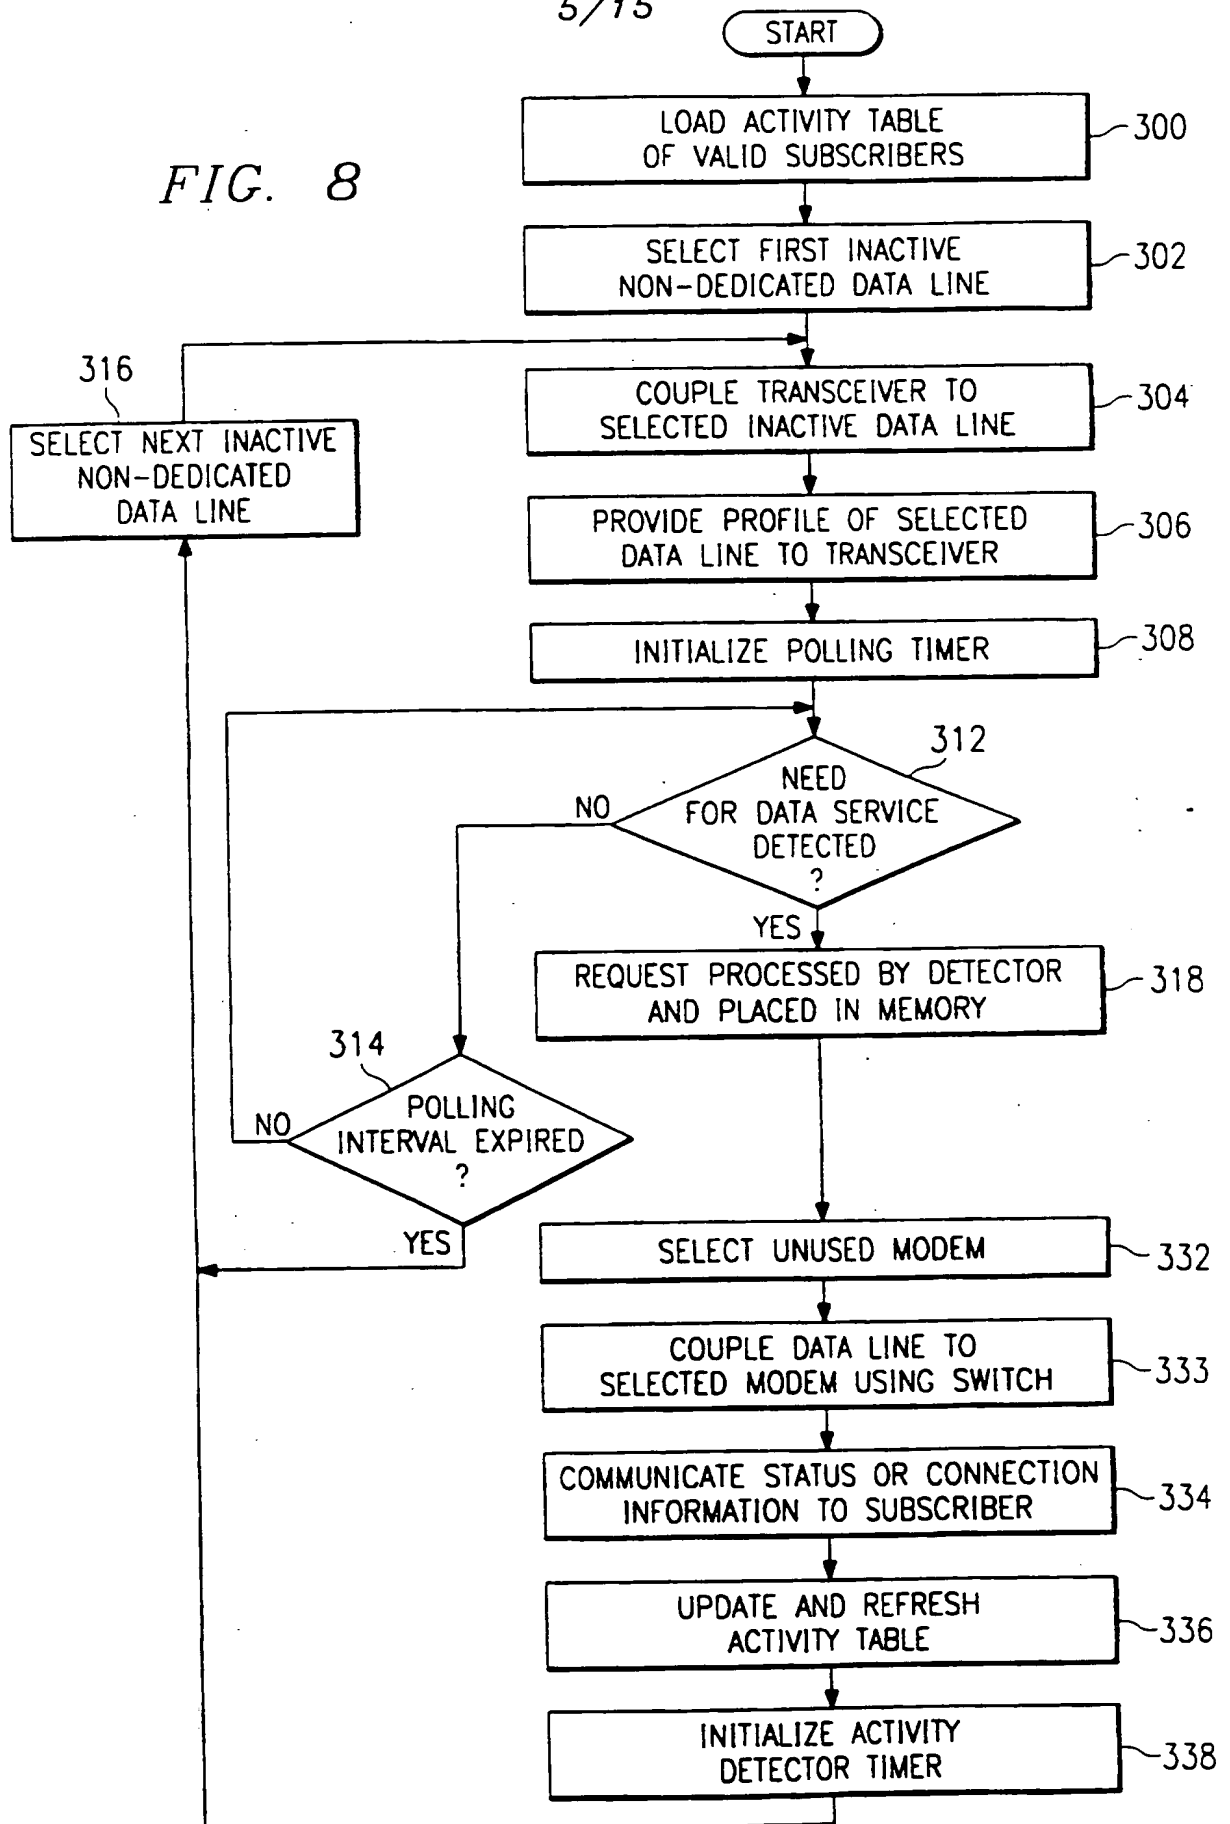 5/15
START
LOAD ACTIVITY TABLE
OF VALID SUBSCRIBERS
300
FIG. 8
SELECT FIRST INACTIVE
NON-DEDICATED DATA LINE
302
316
SELECT NEXT INACTIVE
NON-DEDICATED
DATA LINE
COUPLE TRANSCEIVER TO
SELECTED INACTIVE DATA LINE
304
PROVIDE PROFILE OF SELECTED
DATA LINE TO TRANSCEIVER
306
INITIALIZE POLLING TIMER
308
312
NEED
FOR DATA SERVICE
DETECTED
?
NO
YES
REQUEST PROCESSED BY DETECTOR
AND PLACED IN MEMORY
318
314
POLLING
INTERVAL EXPIRED
?
NO
YES
SELECT UNUSED MODEM
332
COUPLE DATA LINE TO
SELECTED MODEM USING SWITCH
333
COMMUNICATE STATUS OR CONNECTION
INFORMATION TO SUBSCRIBER
334
UPDATE AND REFRESH
ACTIVITY TABLE
336
INITIALIZE ACTIVITY
DETECTOR TIMER
338